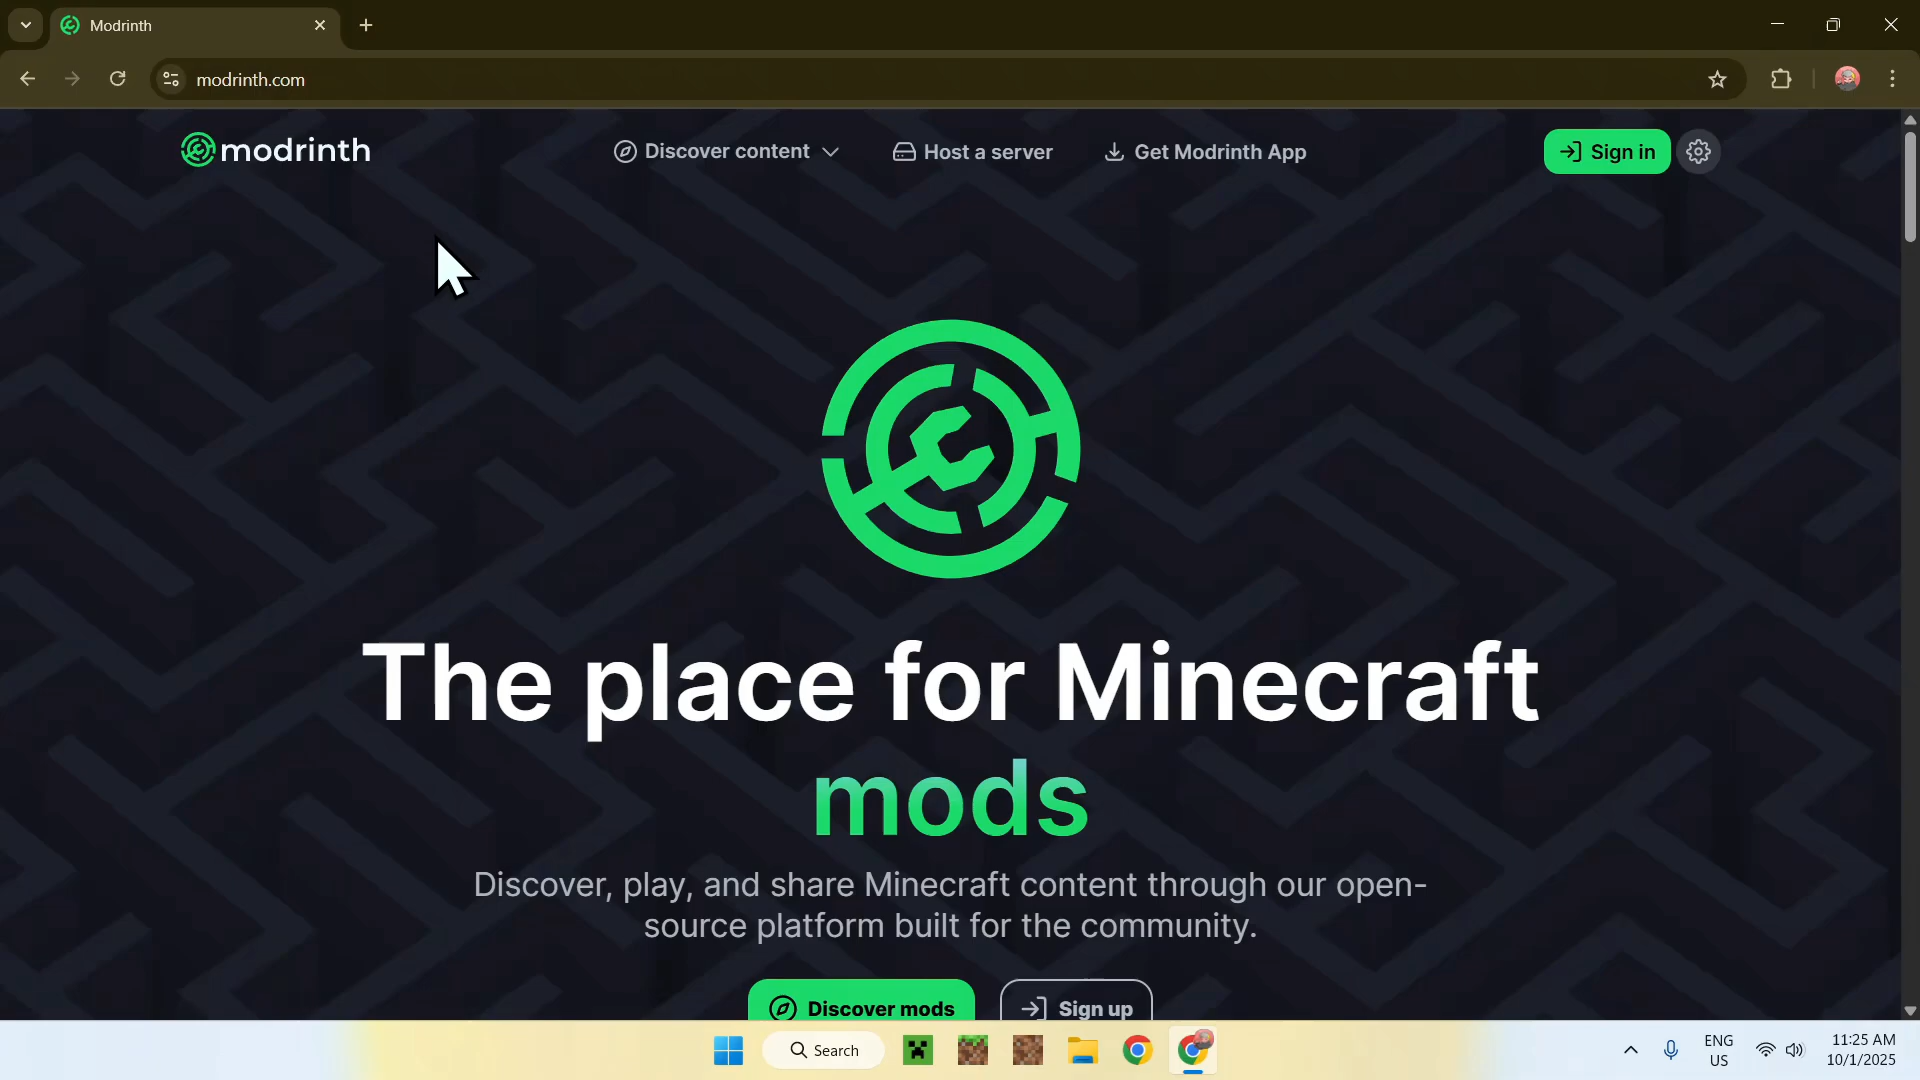 Modrinth
modrinth.com
modrinth
Discover content
Host a server
Get Modrinth App
Sign in
The place for Minecraft
mods
Discover, play, and share Minecraft content through our open-
source platform built for the community.
Discover mods
Sign up
Search
ENG
US
11:25 AM
10/1/2025